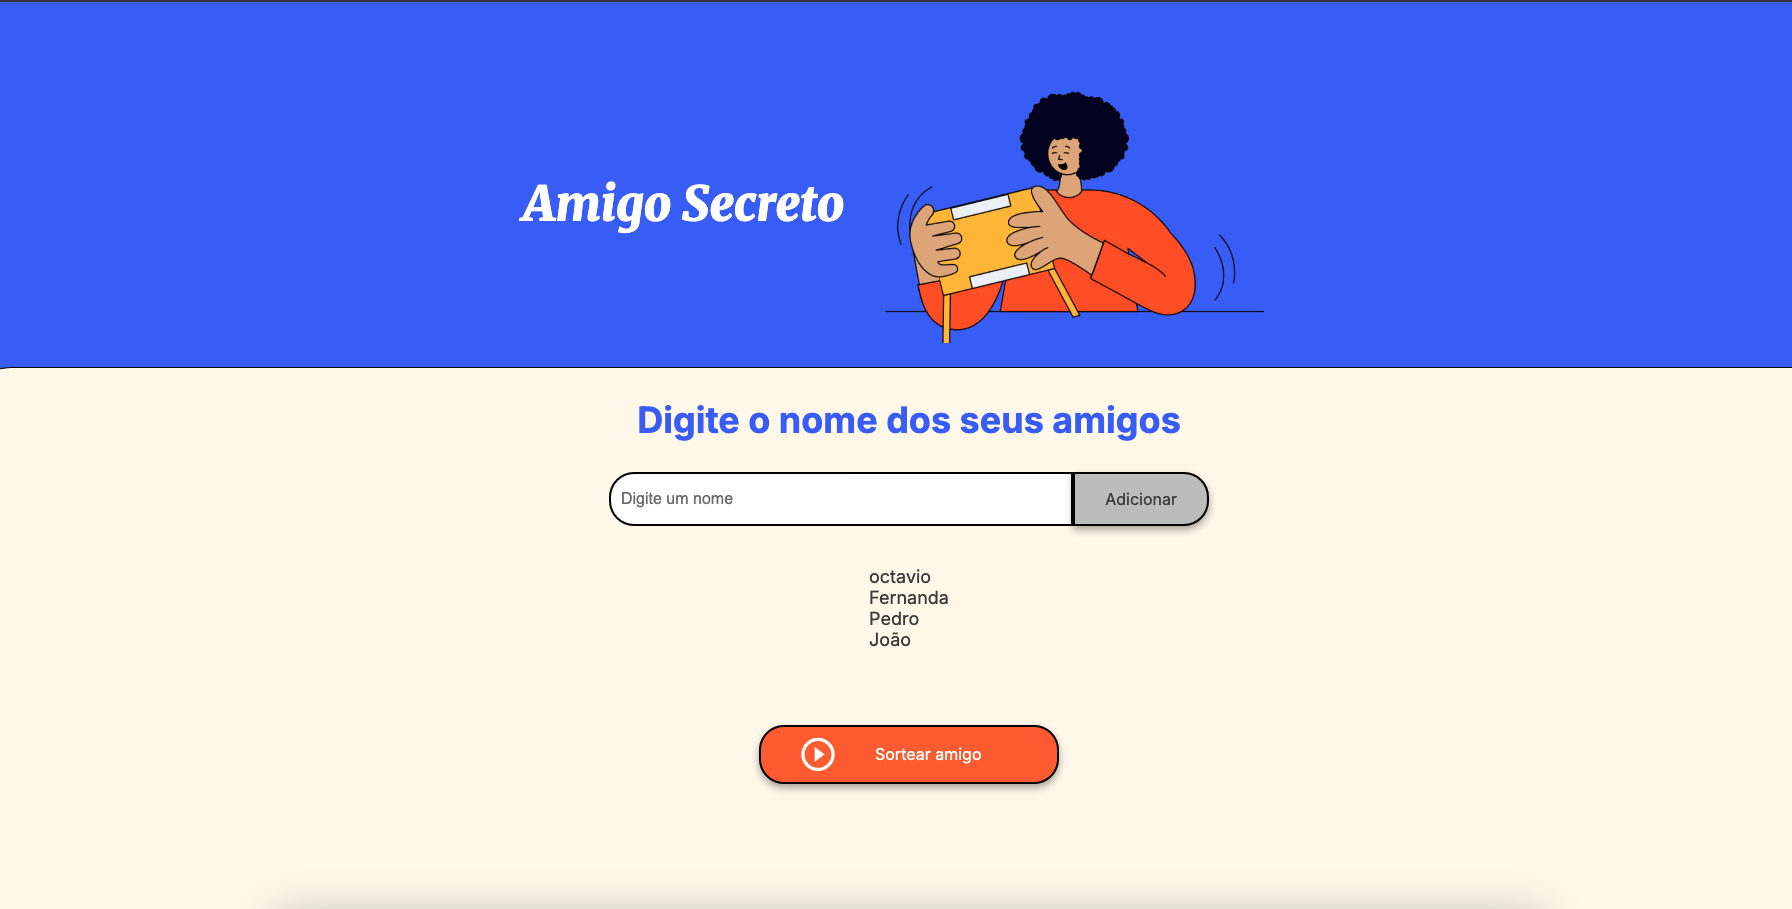 Amigo Secreto
Digite o nome dos seus amigos
Digite um nome
Adicionar
octavio
Fernanda
Pedro
João
Sortear amigo